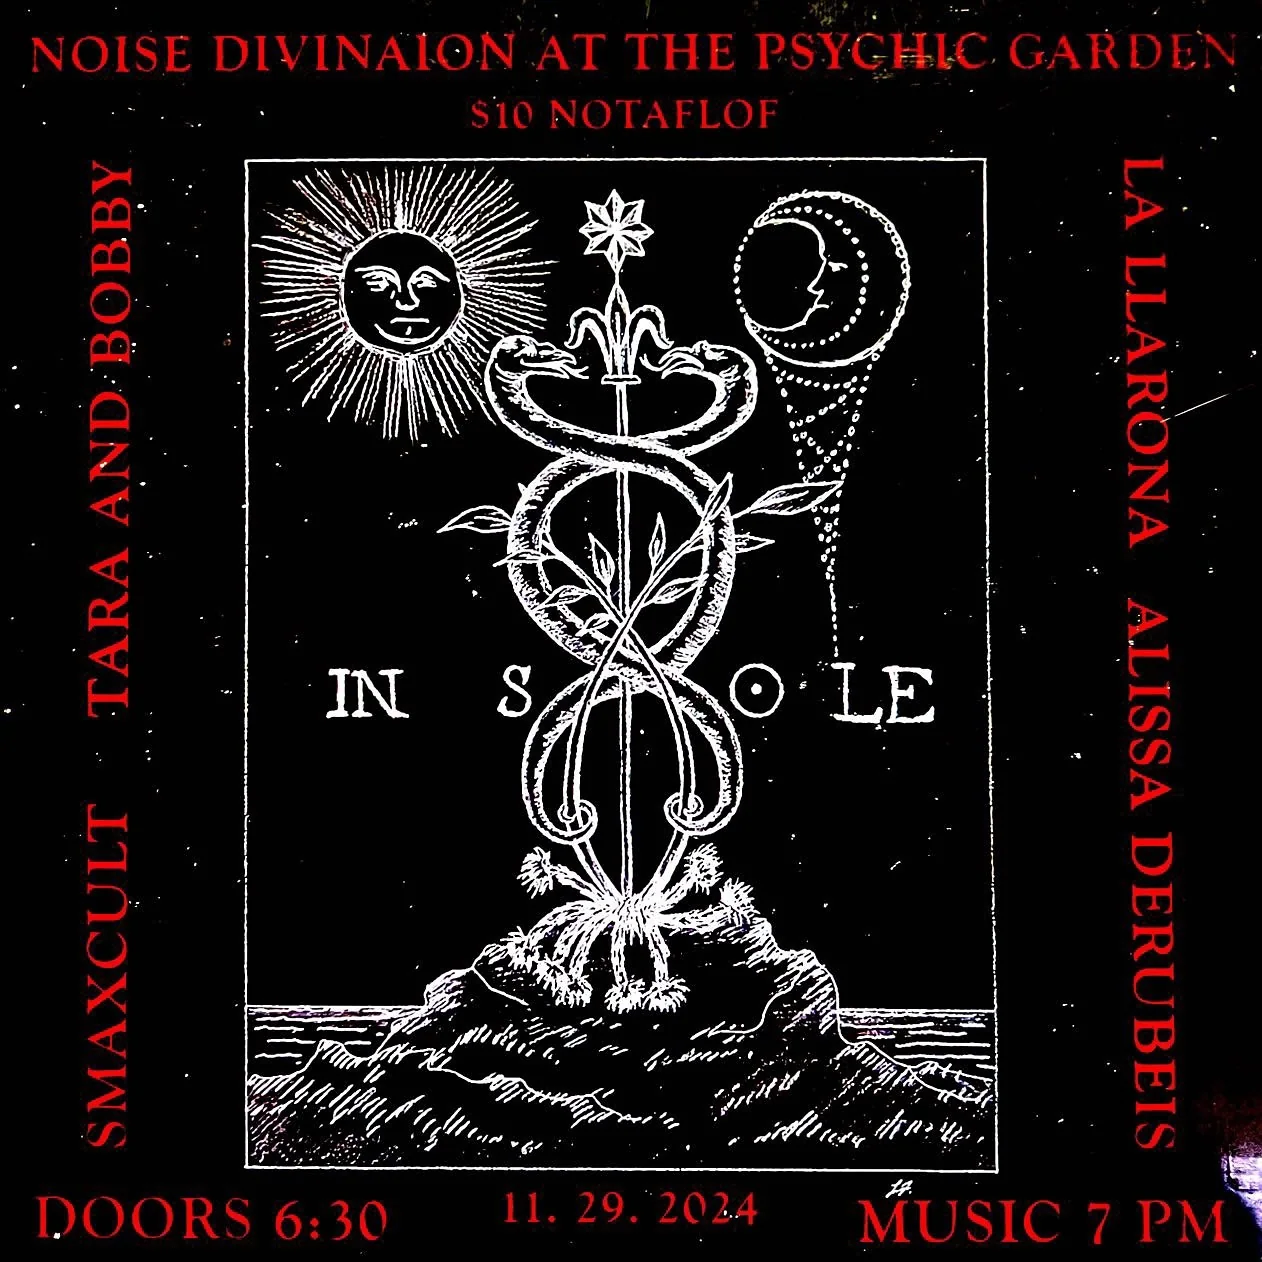 NOISE DIVINAION AT THE PSYCHIC GARDEN
$10 NOTAFLOF
SMAXCULT TARA AND BOBBY
LA LLARONA ALISSA DERUBEIS
IN S ☉ LE
DOORS 6:30
11. 29. 2024
MUSIC 7 PM